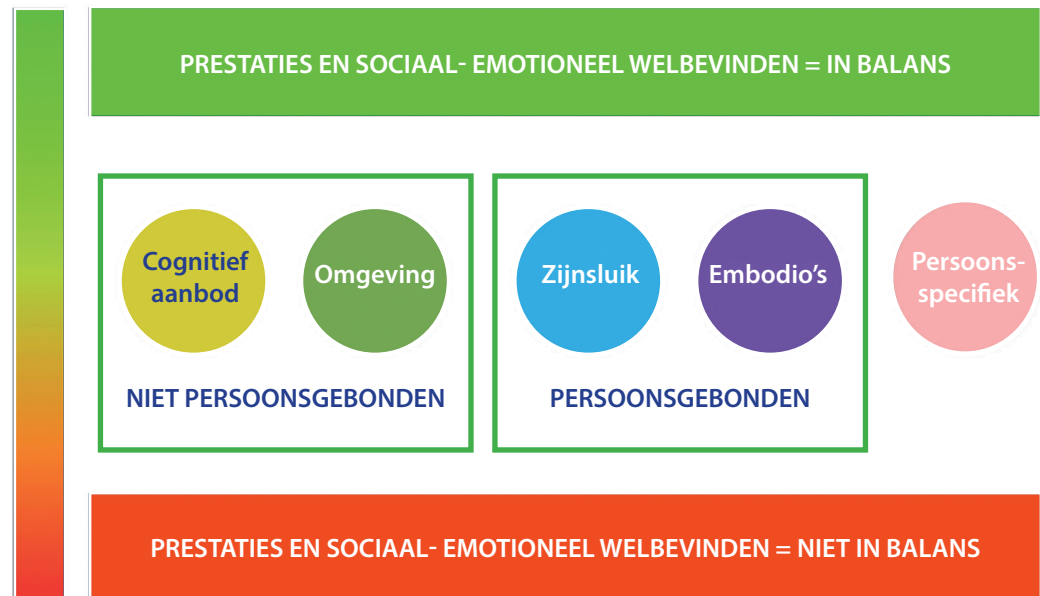 PRESTATIES EN SOCIAAL- EMOTIONEEL WELBEVINDEN = IN BALANS
Cognitief
aanbod
Omgeving
NIET PERSOONSGEBONDEN
Zijnsluik
Embodio’s
PERSOONSGEBONDEN
Persoons-
specifiek
PRESTATIES EN SOCIAAL- EMOTIONEEL WELBEVINDEN = NIET IN BALANS